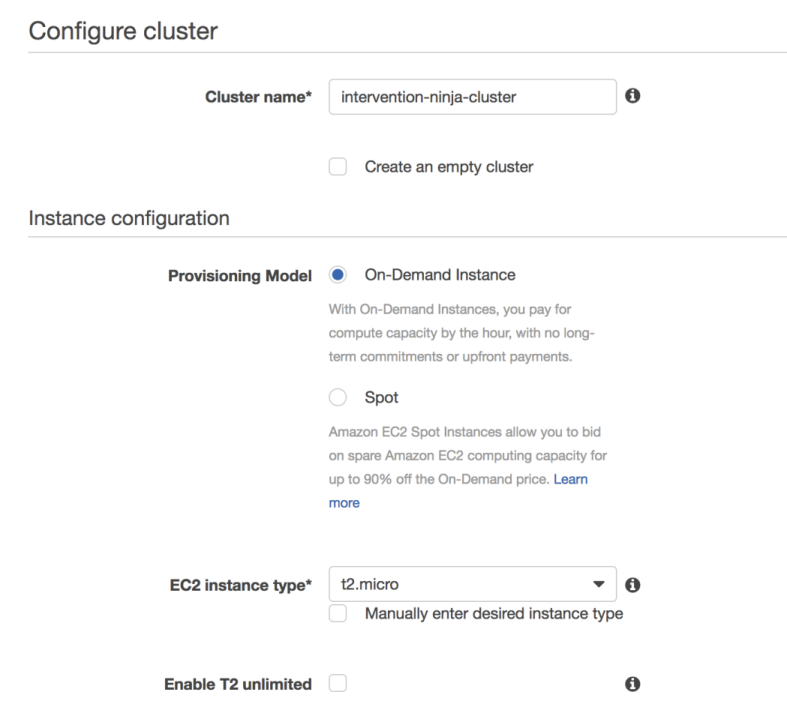 Configure cluster
Cluster name* intervention-ninja-cluster
Create an empty cluster
Instance configuration
Provisioning Model On-Demand Instance
With On-Demand Instances, you pay for
compute capacity by the hour, with no long-
term commitments or upfront payments.
Spot
Amazon EC2 Spot Instances allow you to bid
on spare Amazon EC2 computing capacity for
up to 90% off the On-Demand price. Learn
more
EC2 instance type* t2.micro
Manually enter desired instance type
Enable T2 unlimited